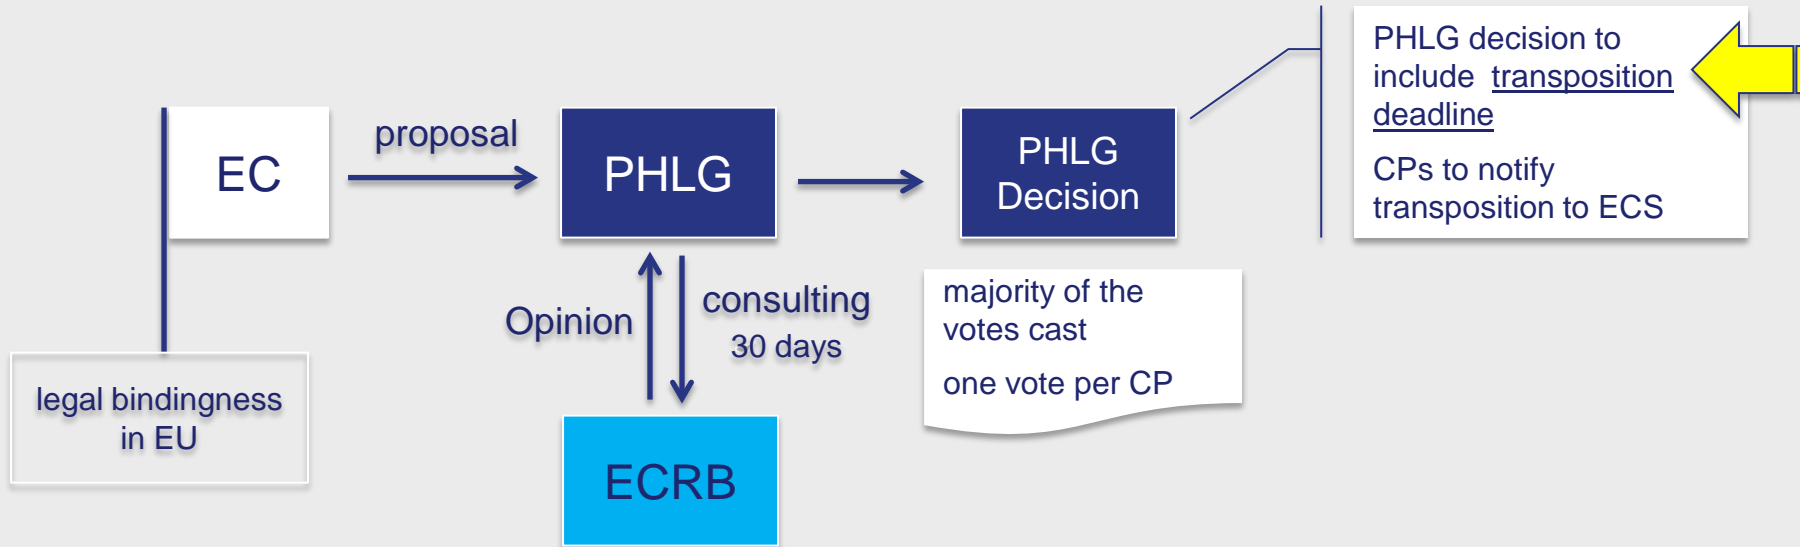 EC
proposal
PHLG
PHLG
Decision
PHLG decision to
include transposition
deadline
CPs to notify
transposition to ECS
legal bindingness
in EU
Opinion
consulting
30 days
ECRB
majority of the
votes cast
one vote per CP